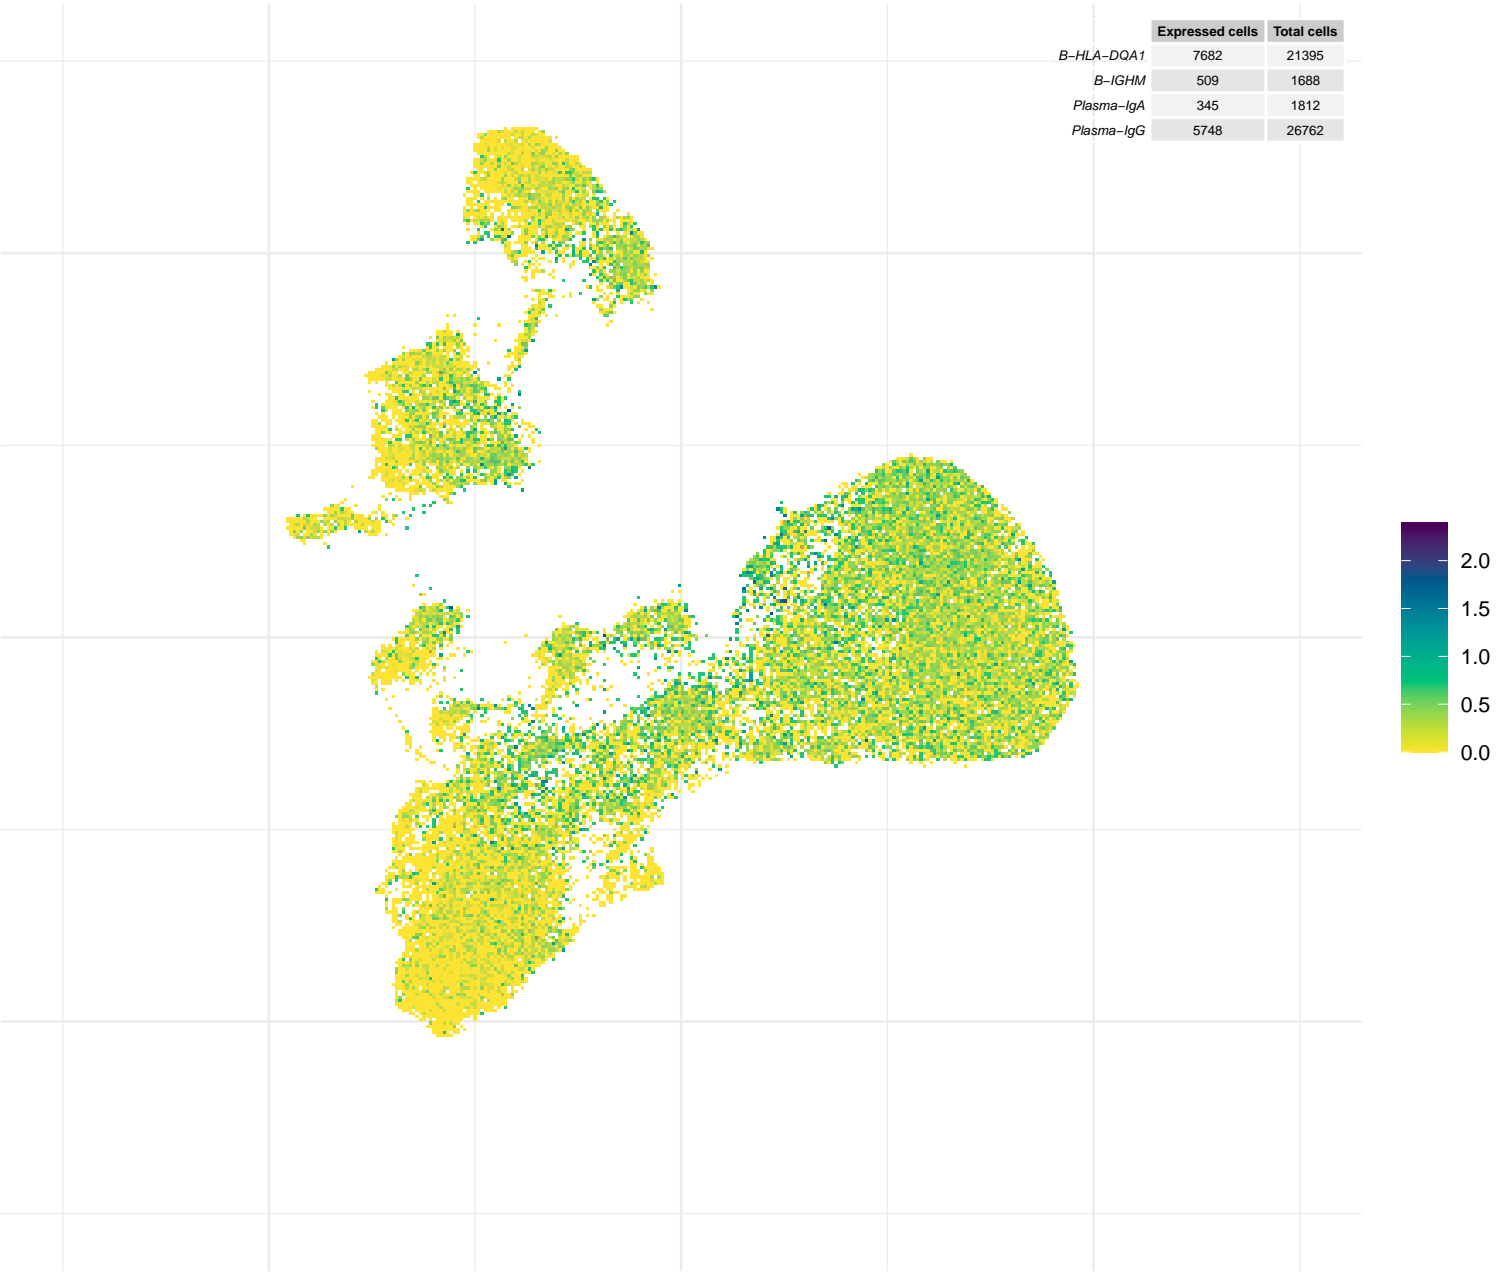 Expressed cells Total cells
B−HLA−DQA1 7682 21395
B−IGHM 509 1688
Plasma−IgA 345 1812
Plasma−IgG 5748 26762
2.0
1.5
1.0
0.5
0.0